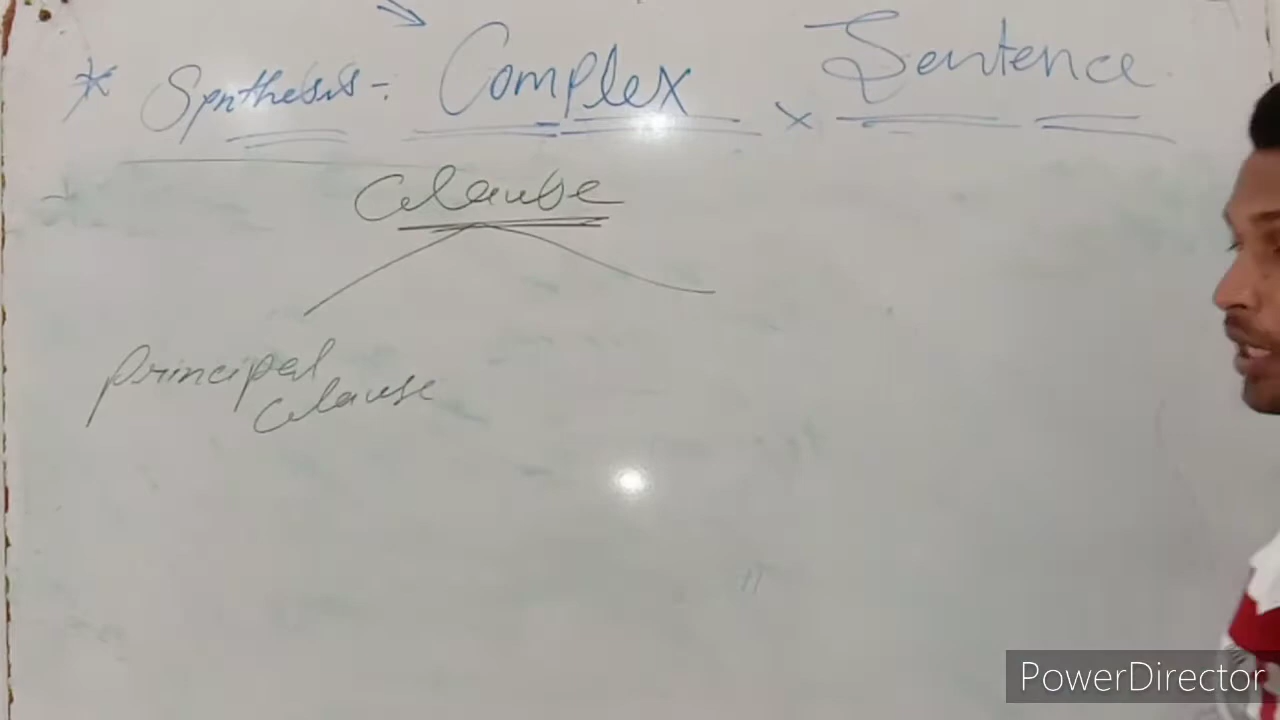 * Synthesis -: Complex x Sentence
Clause
Principal
Clause
PowerDirector